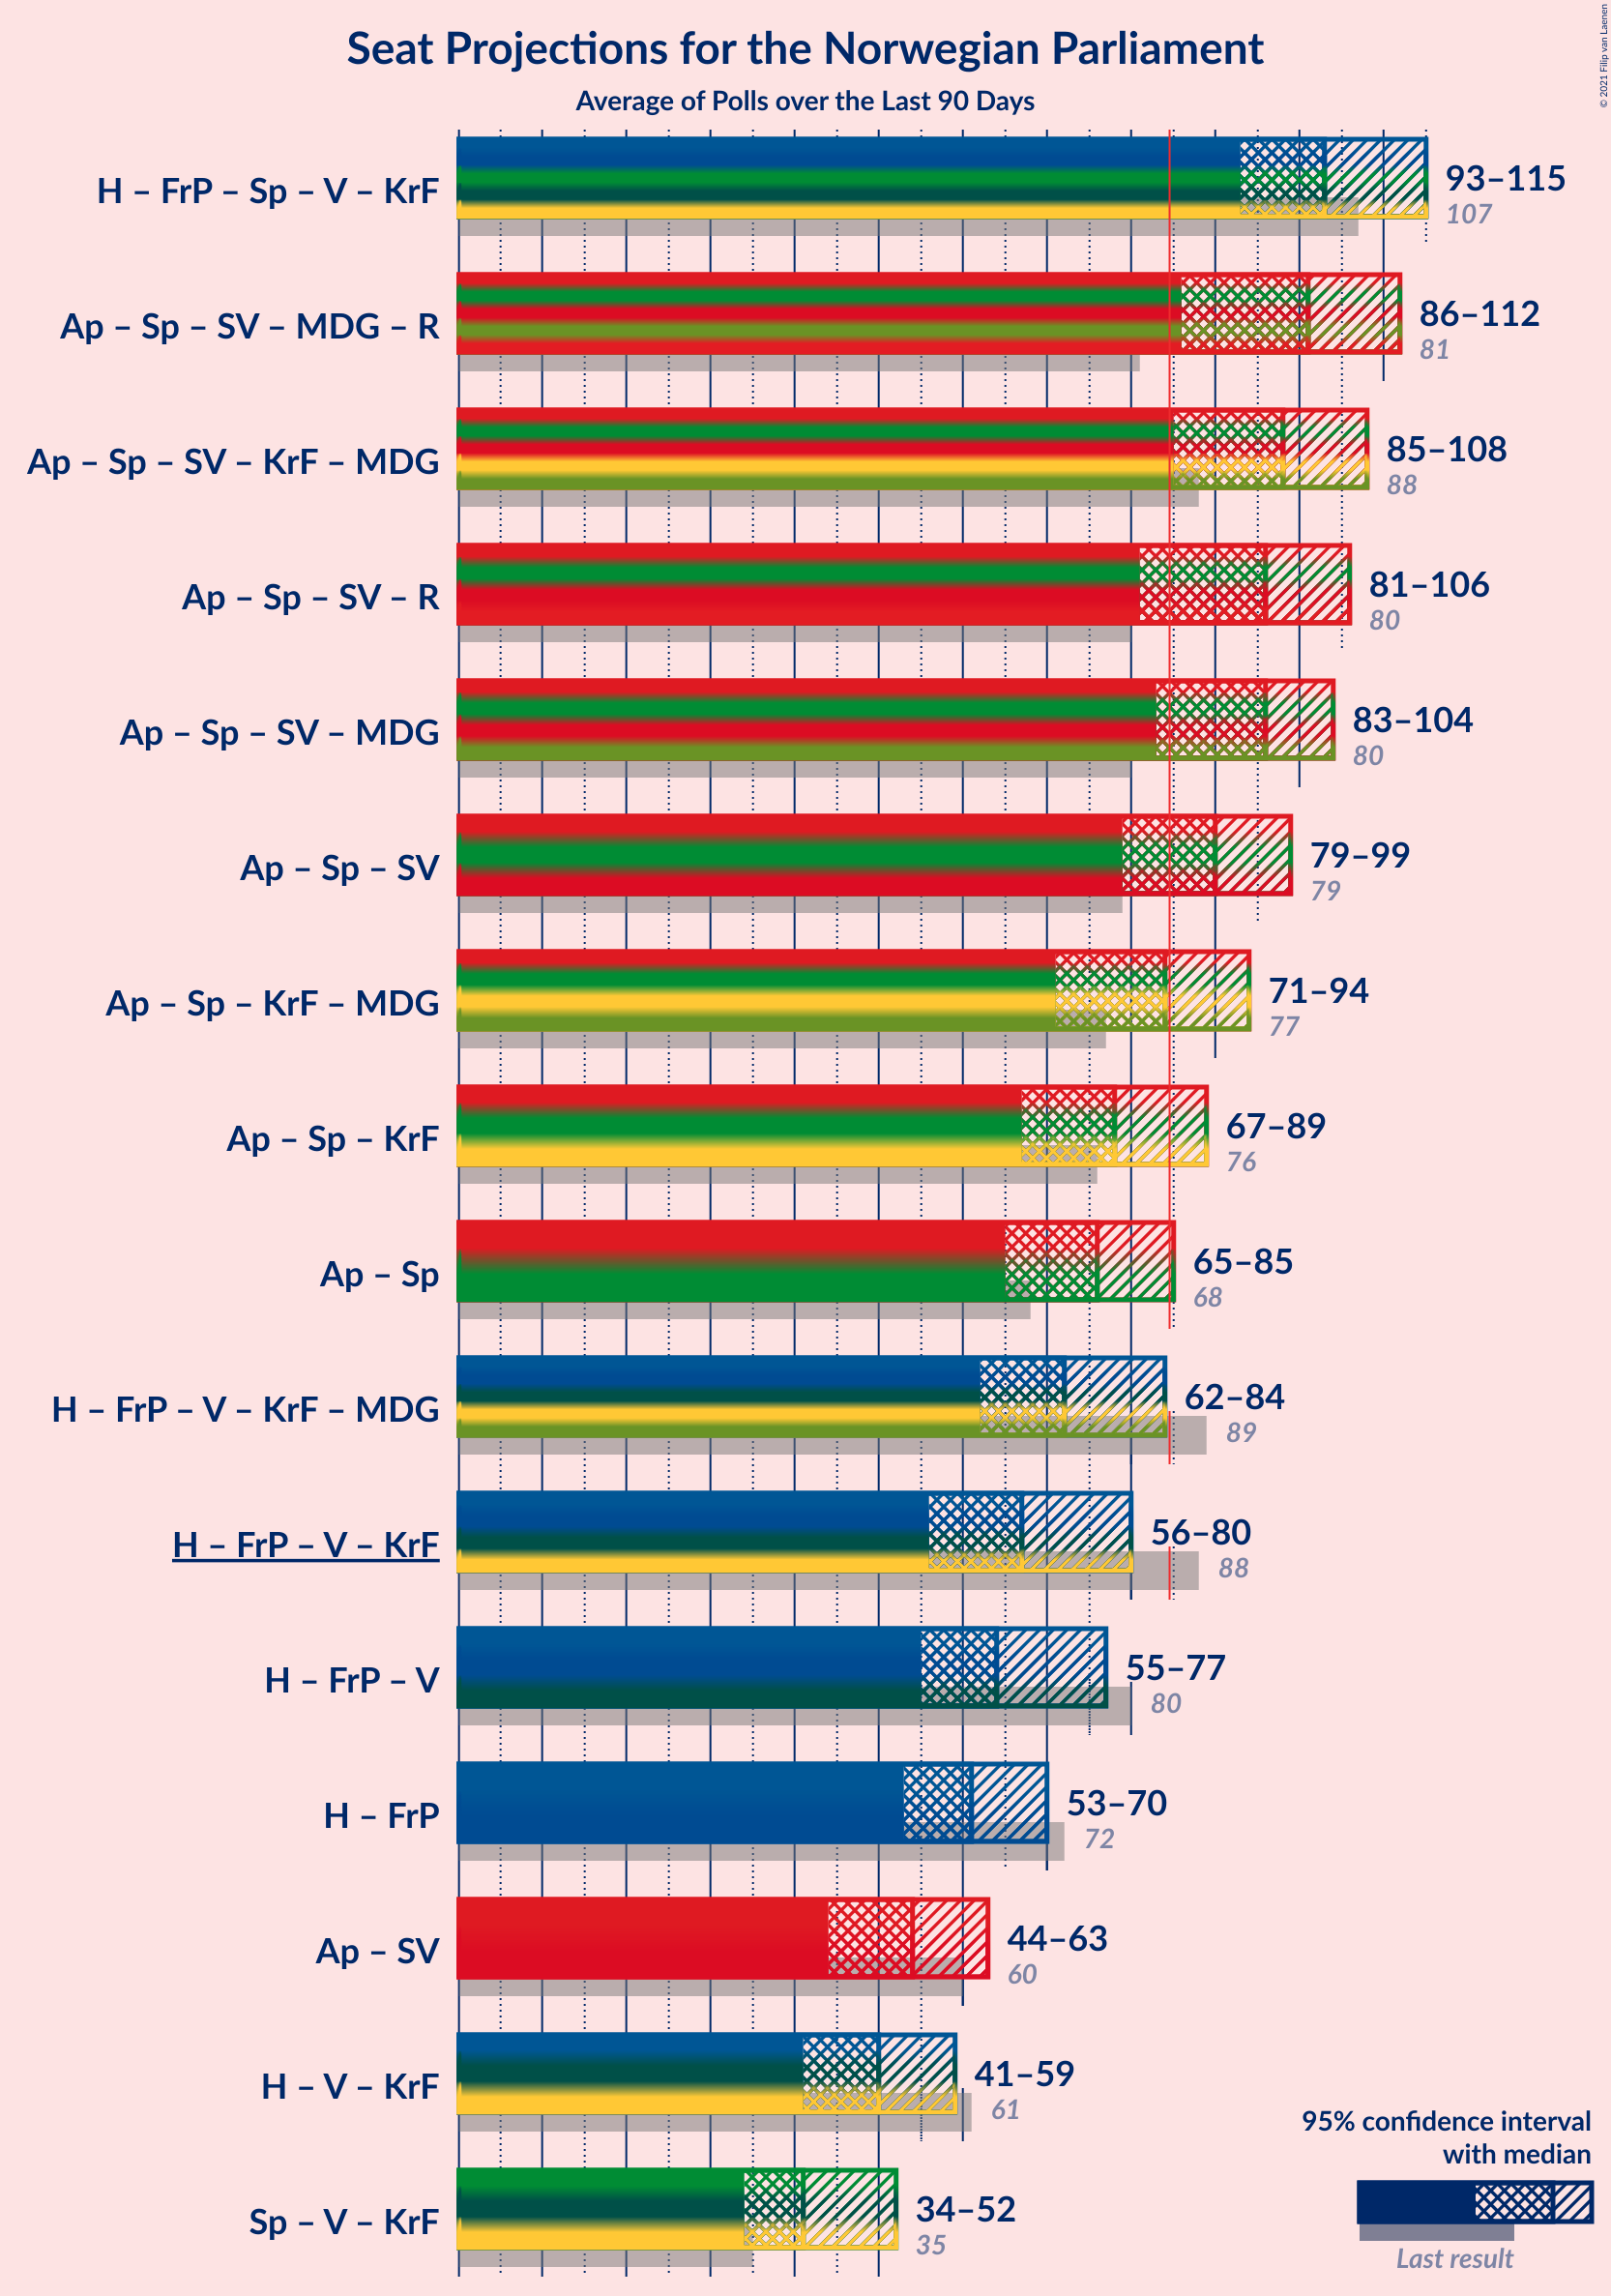 Seat Projections for the Norwegian Parliament
Average of Polls over the Last 90 Days
© 2021 Filip van Laenen
H – FrP – Sp – V – KrF
93–115
107
Ap – Sp – SV – MDG – R
86–112
81
Ap – Sp – SV – KrF – MDG
85–108
88
Ap – Sp – SV – R
81–106
80
Ap – Sp – SV – MDG
83–104
80
Ap – Sp – SV
79–99
79
Ap – Sp – KrF – MDG
71–94
77
Ap – Sp – KrF
67–89
76
Ap – Sp
65–85
68
H – FrP – V – KrF – MDG
62–84
89
H – FrP – V – KrF
56–80
88
H – FrP – V
55–77
80
H – FrP
53–70
72
Ap – SV
44–63
60
H – V – KrF
41–59
61
Sp – V – KrF
34–52
35
95% confidence interval
with median
Last result